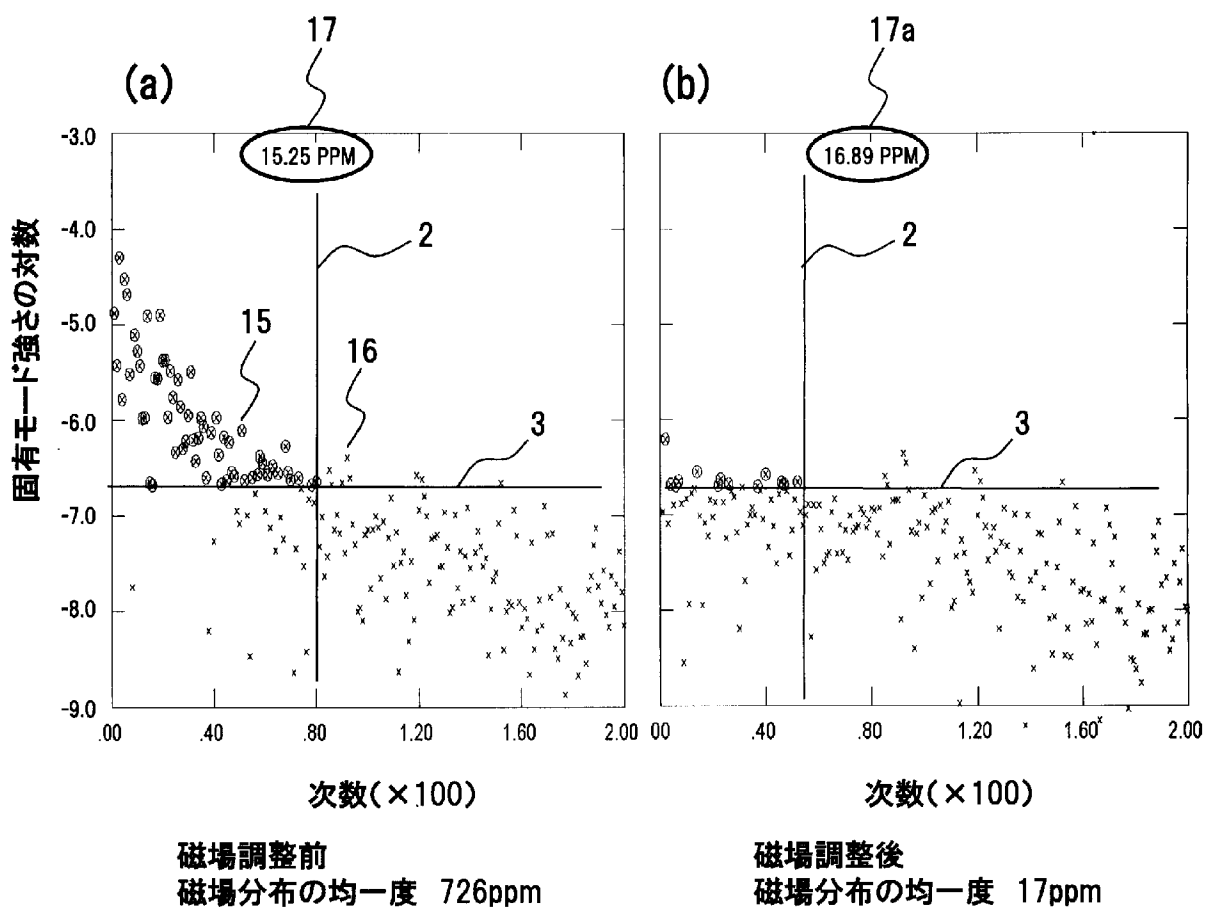 17
17a
(a)
(b)
-3.0
15.25 PPM
16.89 PPM
-4.0
2
2
固有モード強さの対数
-5.0
15
16
-6.0
3
3
-7.0
-8.0
-9.0
.00 .40 .80 1.20 1.60 2.00
.00 .40 .80 1.20 1.60 2.00
次数(×100)
次数(×100)
磁場調整前
磁場分布の均一度 726ppm
磁場調整後
磁場分布の均一度 17ppm